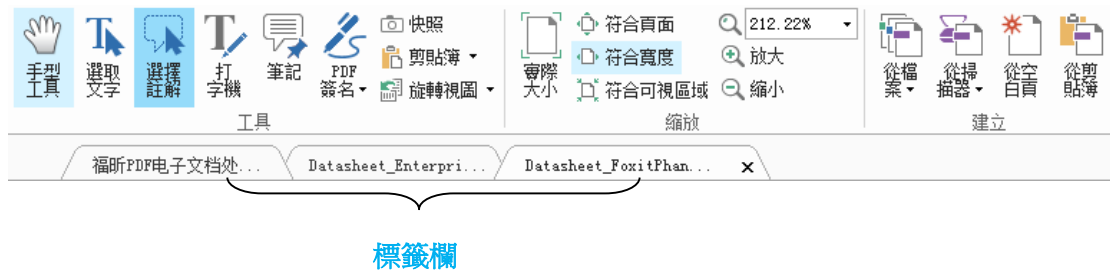 手型工具
選取文字
選擇註解
打字機
筆記
PDF簽名
快照
剪貼簿
旋轉視圖
工具
實際大小
符合頁面
符合寬度
符合可視區域
212.22%
放大
縮小
縮放
從檔案
從掃描器
從空白頁
從剪貼簿
建立
福昕PDF电子文档处...
Datasheet_Enterpri...
Datasheet_FoxitPhan...
標籤欄